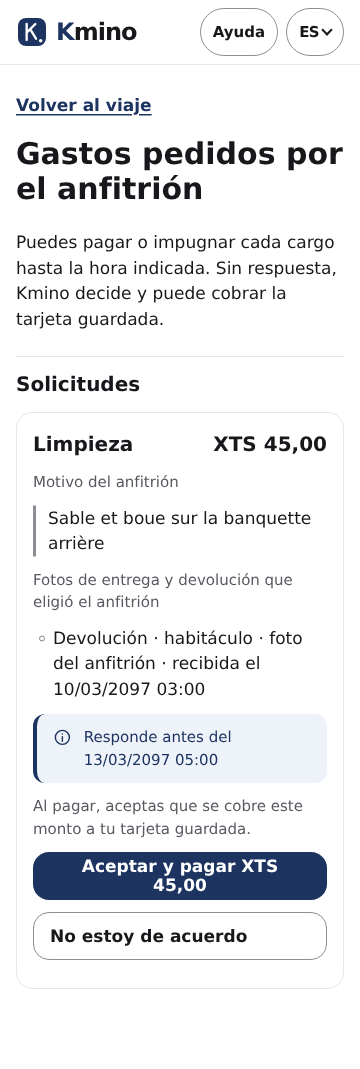 Kmino
Ayuda
ES
Volver al viaje
Gastos pedidos por
el anfitrión
Puedes pagar o impugnar cada cargo
hasta la hora indicada. Sin respuesta,
Kmino decide y puede cobrar la
tarjeta guardada.
Solicitudes
Limpieza XTS 45,00
Motivo del anfitrión
Sable et boue sur la banquette
arrière
Fotos de entrega y devolución que
eligió el anfitrión
Devolución · habitáculo · foto
del anfitrión · recibida el
10/03/2097 03:00
Responde antes del
13/03/2097 05:00
Al pagar, aceptas que se cobre este
monto a tu tarjeta guardada.
Aceptar y pagar XTS
45,00
No estoy de acuerdo